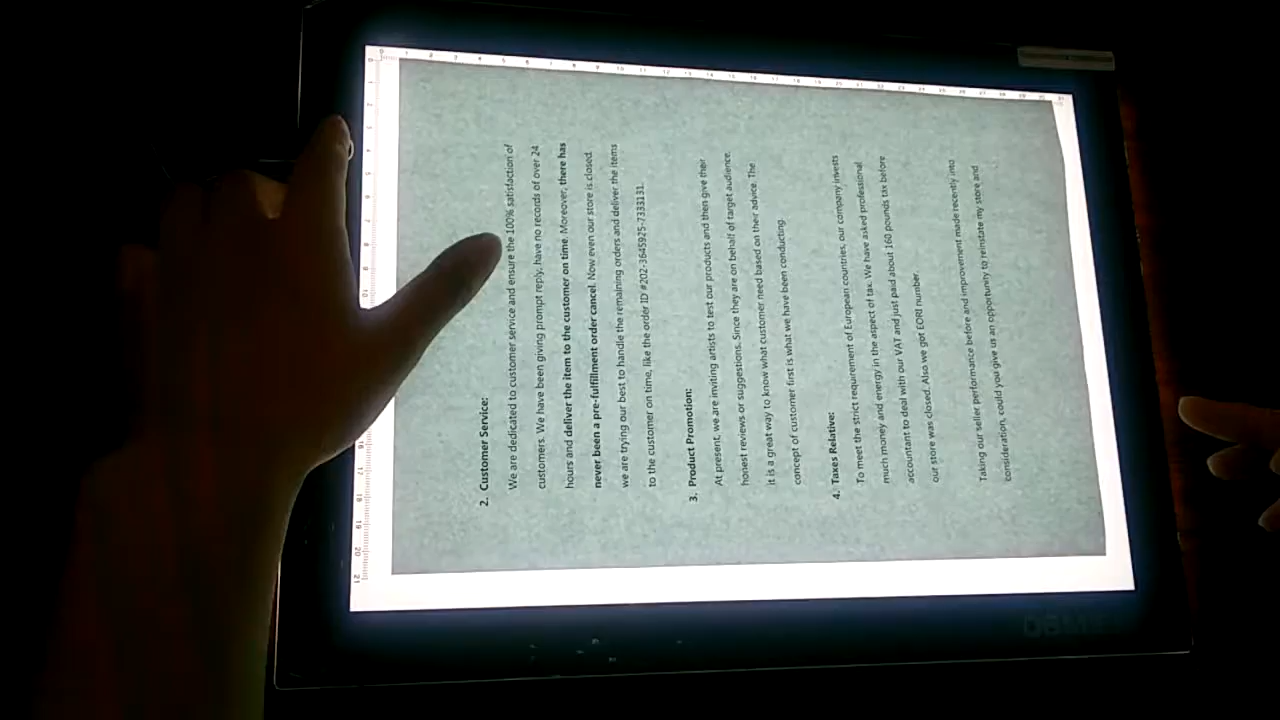 2. Customer Service:
We are dedicated to customer service and ensure the 100% satisfaction of
customers. We have been giving prompt reply, have no records of over 24
hours and deliver the item to the customer on time. Moreover, there has
never been a pre-fulfillment order cancel. Now even our store is closed
we are trying our best to handle the remaining orders and deliver the items
to the customer on time, like the order ID #202-3645925-7333131.
3. Product Promotion:
At present, we are inviting artists to test our products and then give their
honest reviews or suggestions. Since they are on behalf of target audience,
it is a great way to know what customer need based on their advice. The
concept of customer first is what we have been conducting.
4. Taxes Relative:
To meet the strict requirement of European countries, our company invests
much money and energy in the aspect of tax. We have asked professional
accountant to deal with our VAT and just paid about 160 pounds tax before
our store was closed. Also we got EORI number.
Taking our seller performance before and improvement made recently into
consideration, could you give us an opportunity to reinstate my store and